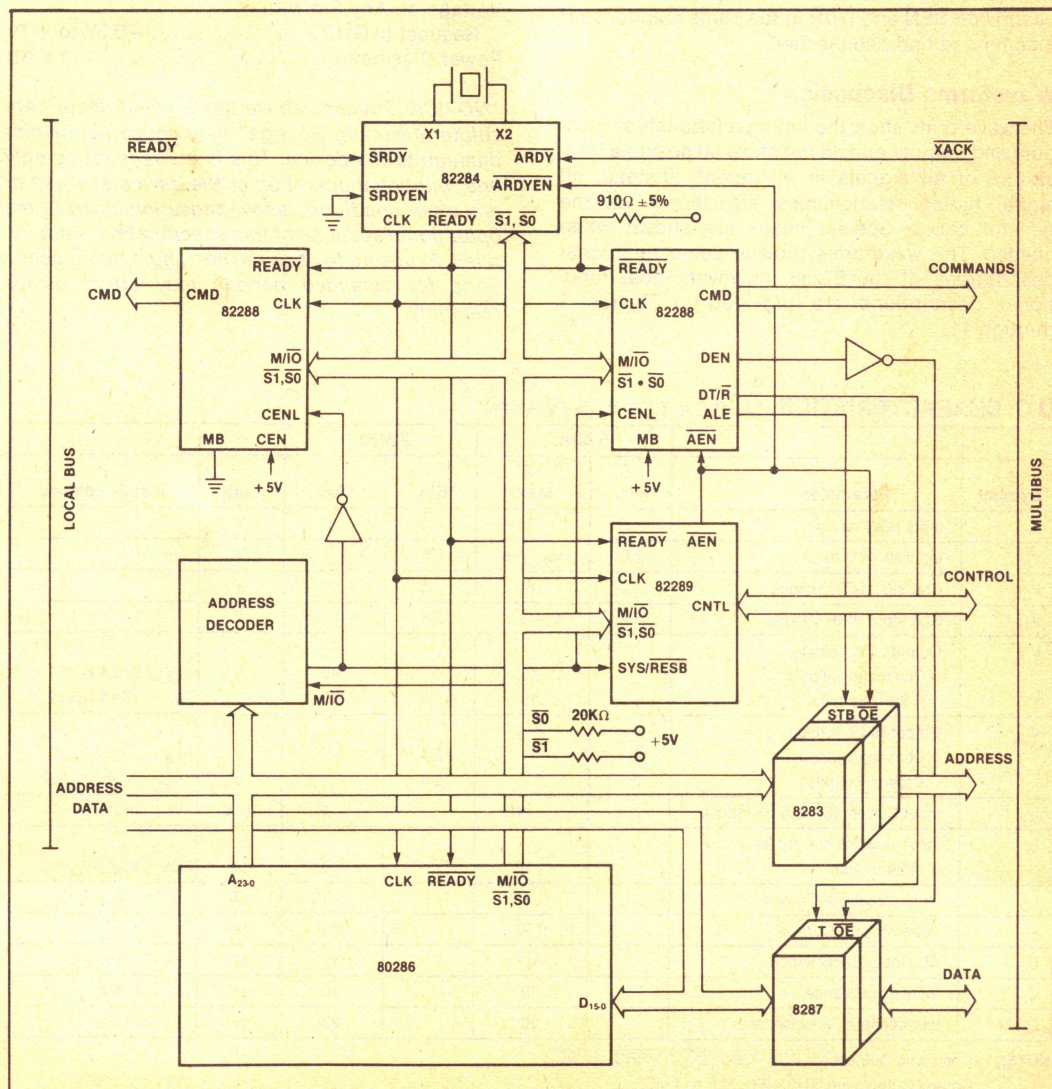 X1 X2
READY
SRDY ARDY
XACK
82284
SRDYEN ARDYEN
910Ω ±5%
CLK READY S1, S0
READY READY
COMMANDS
CMD CMD CMD
82288 CLK CLK 82288
M/IO M/IO DEN
S1,S0 S1 • S0
DT/R
CENL CENL ALE
MB CEN MB AEN
+5V +5V
LOCAL BUS
MULTIBUS
READY AEN
CLK
CONTROL
82289 CNTL
ADDRESS
DECODER
M/IO
S1,S0
SYS/RESB
M/IO
S0 20KΩ
+5V
S1
STB OE
ADDRESS
ADDRESS
DATA
8283
A23-0 CLK READY M/IO
S1,S0
T OE
80286
DATA
D15-0
8287